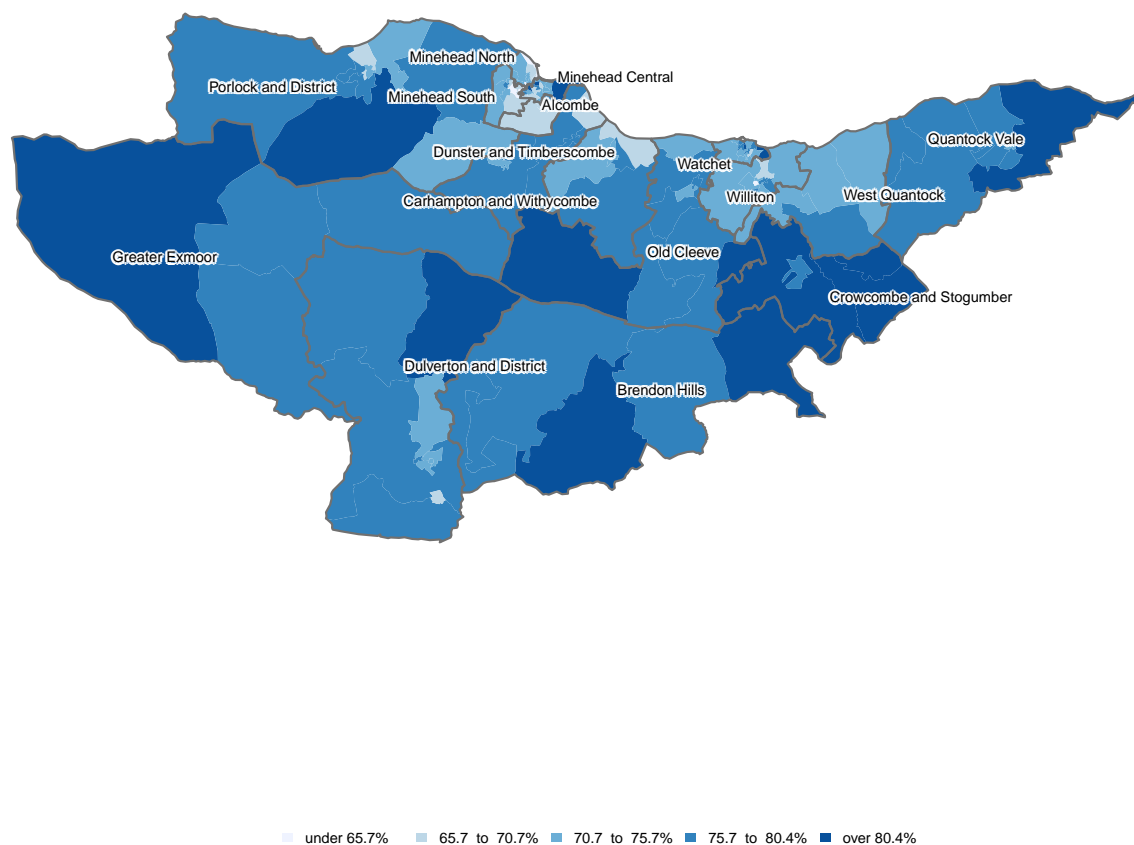 Minehead North
Minehead Central
Porlock and District
Minehead South
Alcombe
Quantock Vale
Dunster and Timberscombe
Watchet
West Quantock
Williton
Carhampton and Withycombe
Old Cleeve
Greater Exmoor
Crowcombe and Stogumber
Dulverton and District
Brendon Hills
under 65.7% 65.7 to 70.7% 70.7 to 75.7% 75.7 to 80.4% over 80.4%